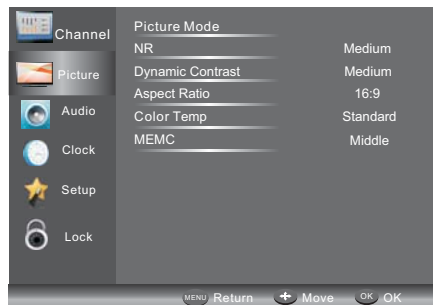 Channel
Picture
Audio
Clock
Setup
Lock
Picture Mode
NR Medium
Dynamic Contrast Medium
Aspect Ratio 16:9
Color Temp Standard
MEMC Middle
MENU Return Move OK OK